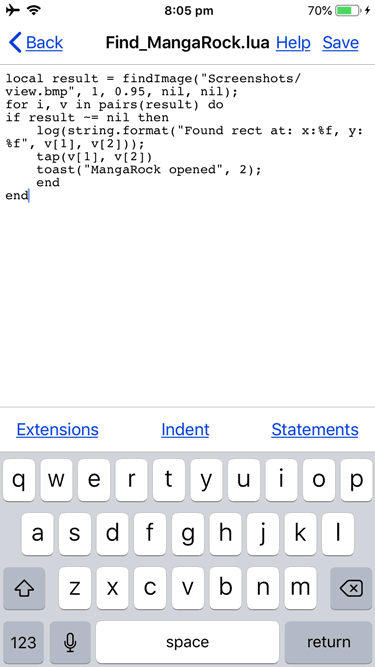 8:05 pm 70%
Back Find_MangaRock.lua Help Save
local result = findImage("Screenshots/
view.bmp", 1, 0.95, nil, nil);
for i, v in pairs(result) do
if result ~= nil then
    log(string.format("Found rect at: x:%f, y:
%f", v[1], v[2]));
    tap(v[1], v[2])
    toast("MangaRock opened", 2);
    end
end
Extensions Indent Statements
q w e r t y u i o p
a s d f g h j k l
z x c v b n m
123 space return